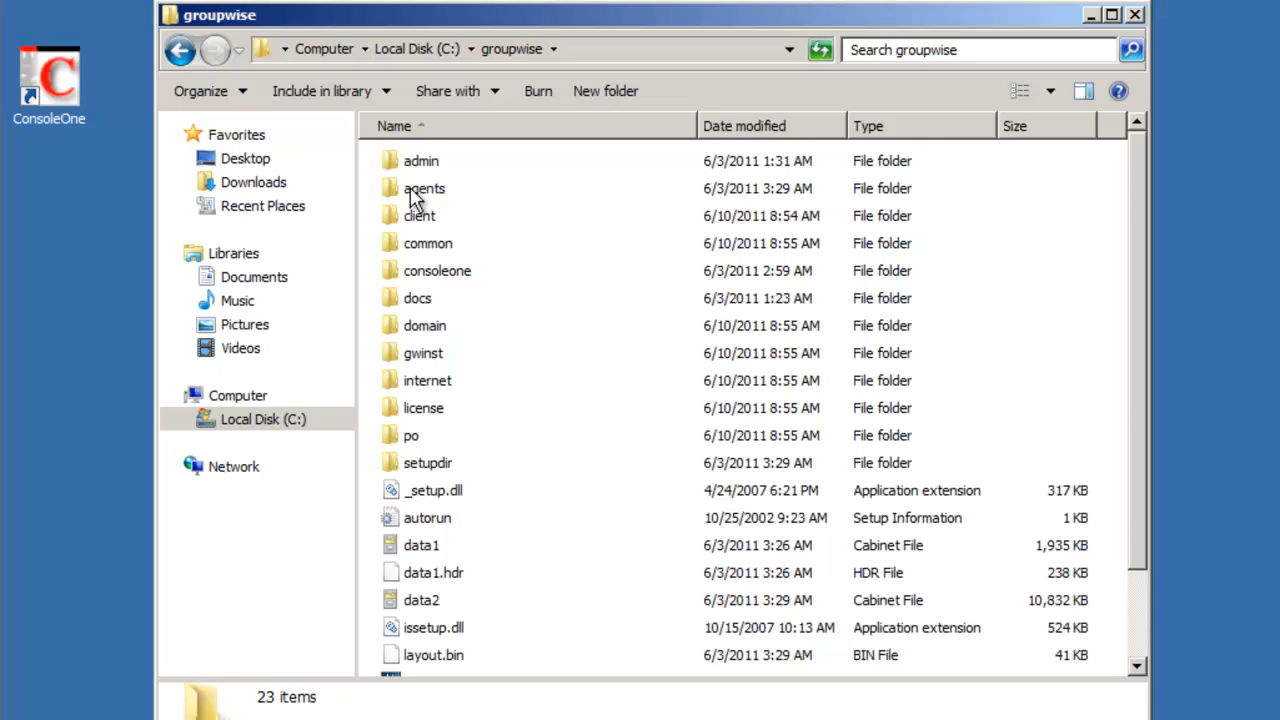 groupwise
ConsoleOne
Computer Local Disk (C:) groupwise
Search groupwise
Organize Include in library Share with Burn New folder
Name Date modified Type Size
Favorites
Desktop
Downloads
Recent Places
Libraries
Documents
Music
Pictures
Videos
Computer
Local Disk (C:)
Network
admin 6/3/2011 1:31 AM File folder
agents 6/3/2011 3:29 AM File folder
client 6/10/2011 8:54 AM File folder
common 6/10/2011 8:55 AM File folder
consoleone 6/3/2011 2:59 AM File folder
docs 6/3/2011 1:23 AM File folder
domain 6/10/2011 8:55 AM File folder
gwinst 6/10/2011 8:55 AM File folder
internet 6/10/2011 8:55 AM File folder
license 6/10/2011 8:55 AM File folder
po 6/10/2011 8:55 AM File folder
setupdir 6/3/2011 3:29 AM File folder
_setup.dll 4/24/2007 6:21 PM Application extension 317 KB
autorun 10/25/2002 9:23 AM Setup Information 1 KB
data1 6/3/2011 3:26 AM Cabinet File 1,935 KB
data1.hdr 6/3/2011 3:26 AM HDR File 238 KB
data2 6/3/2011 3:29 AM Cabinet File 10,832 KB
issetup.dll 10/15/2007 10:13 AM Application extension 524 KB
layout.bin 6/3/2011 3:29 AM BIN File 41 KB
23 items